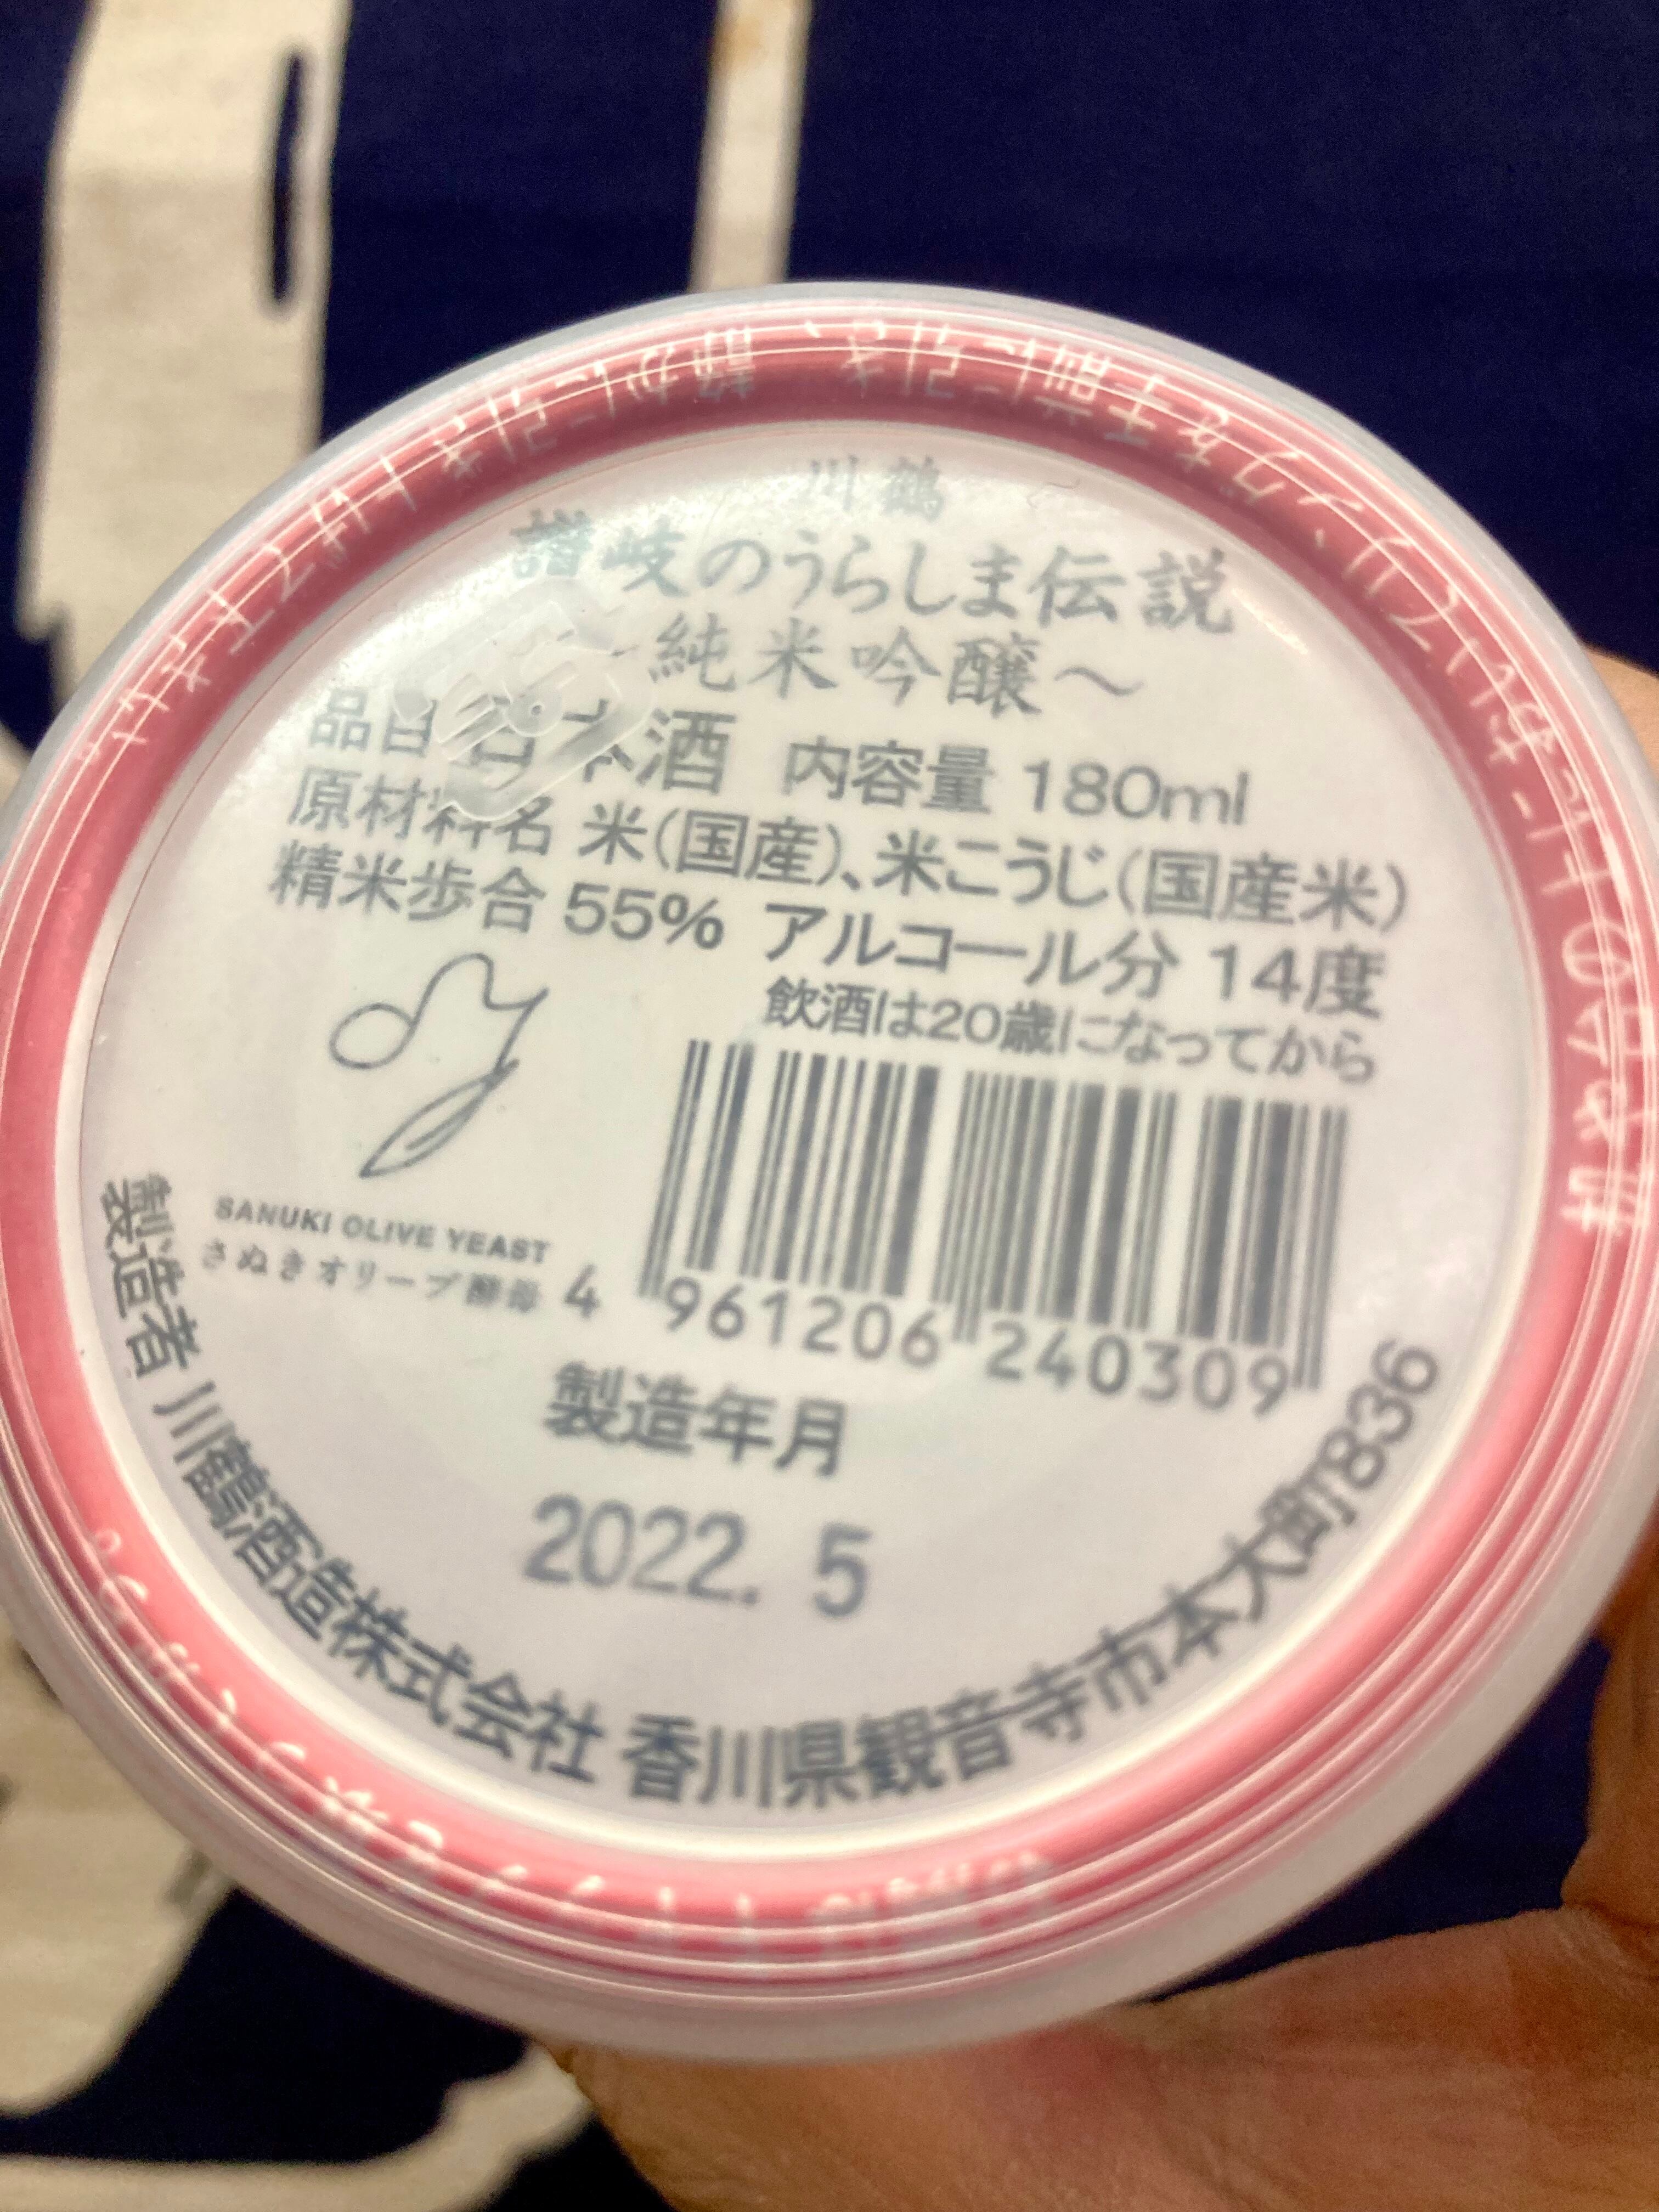 川鶴
讃岐のうらしま伝説
~純米吟醸~
品目 日本酒 内容量 180ml
原材料名 米(国産)、米こうじ(国産米)
精米歩合 55% アルコール分 14度
飲酒は20歳になってから
SANUKI OLIVE YEAST
さぬきオリーブ酵母
4 961206 240309
製造年月
2022. 5
製造者 川鶴酒造株式会社 香川県観音寺市本大町836